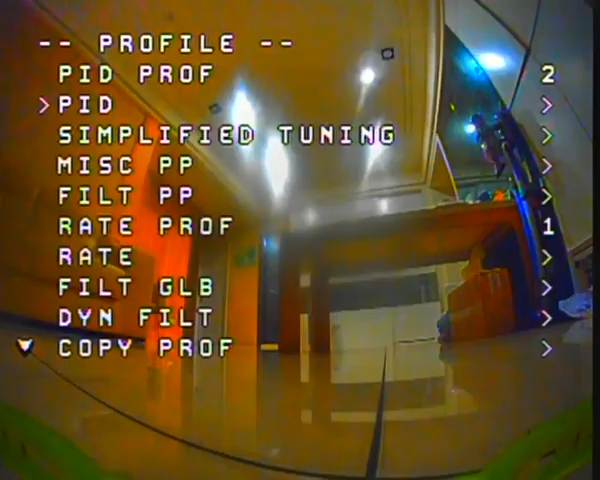 -- PROFILE --
PID PROF 2
>PID >
SIMPLIFIED TUNING >
MISC PP >
FILT PP >
RATE PROF 1
RATE >
FILT GLB >
DYN FILT >
COPY PROF >